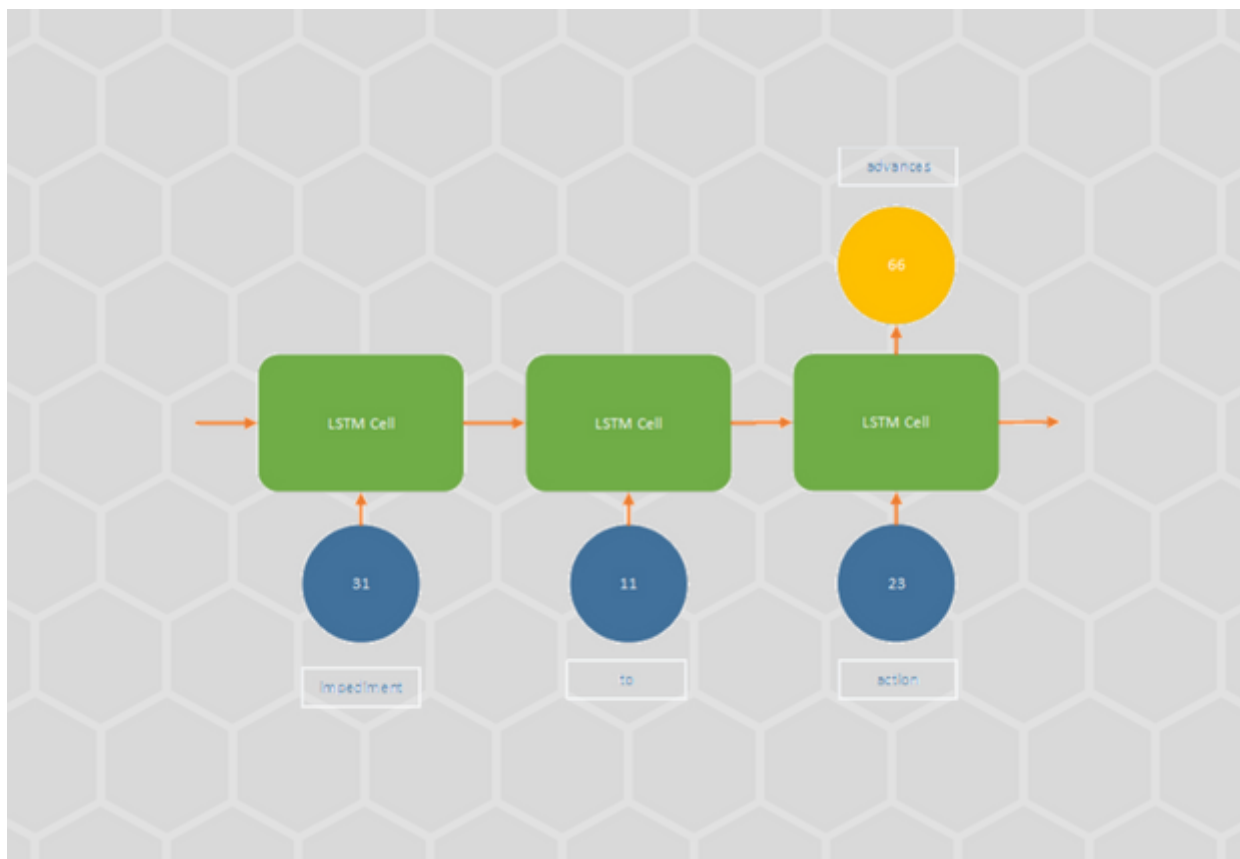 advances
66
LSTM Cell
LSTM Cell
LSTM Cell
31
11
23
impediment
to
action